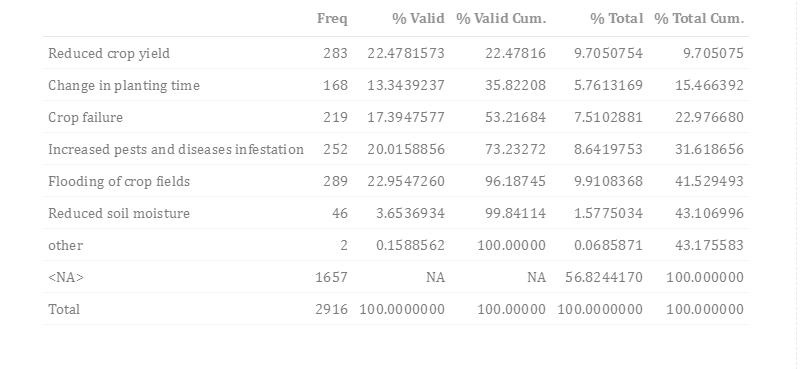 Freq % Valid % Valid Cum. % Total % Total Cum.
Reduced crop yield 283 22.4781573 22.47816 9.7050754 9.705075
Change in planting time 168 13.3439237 35.82208 5.7613169 15.466392
Crop failure 219 17.3947577 53.21684 7.5102881 22.976680
Increased pests and diseases infestation 252 20.0158856 73.23272 8.6419753 31.618656
Flooding of crop fields 289 22.9547260 96.18745 9.9108368 41.529493
Reduced soil moisture 46 3.6536934 99.84114 1.5775034 43.106996
other 2 0.1588562 100.00000 0.0685871 43.175583
<NA> 1657 NA NA 56.8244170 100.000000
Total 2916 100.0000000 100.00000 100.0000000 100.000000